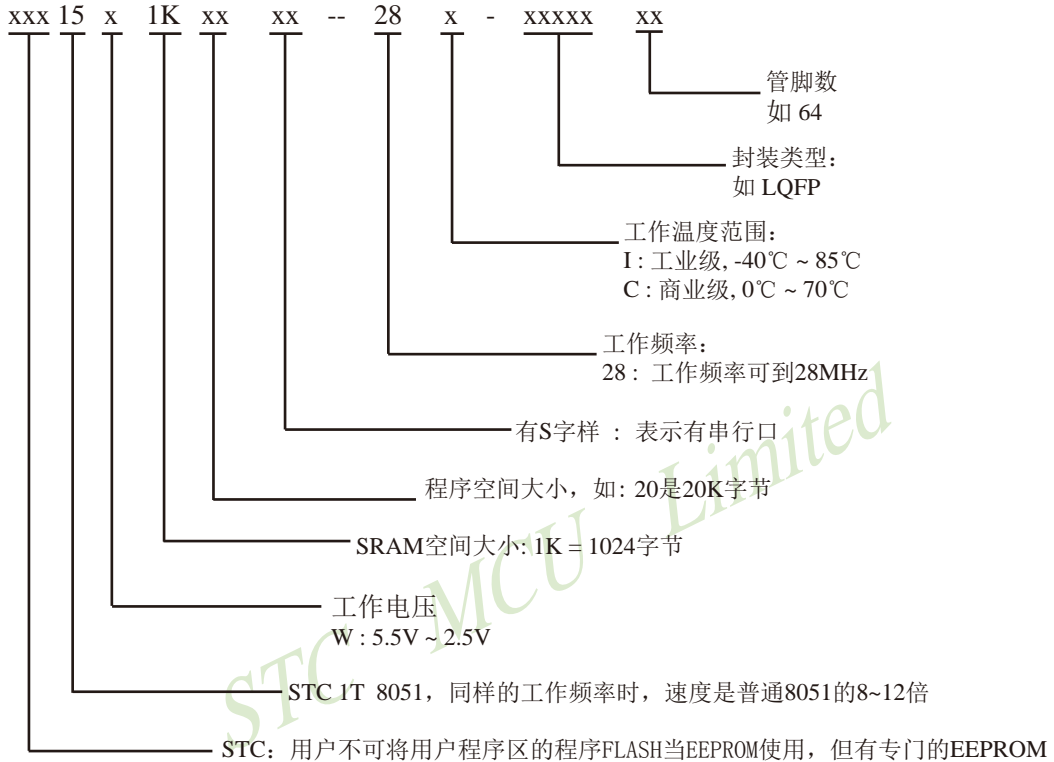 xxx 15 x 1K xx xx -- 28 x - xxxxx xx
管脚数
如 64
封装类型：
如 LQFP
工作温度范围：
I : 工业级, -40℃ ~ 85℃
C : 商业级, 0℃ ~ 70℃
工作频率：
28 : 工作频率可到28MHz
有S字样 : 表示有串行口
程序空间大小，如: 20是20K字节
SRAM空间大小: 1K = 1024字节
工作电压
W : 5.5V ~ 2.5V
STC 1T 8051，同样的工作频率时，速度是普通8051的8~12倍
STC：用户不可将用户程序区的程序FLASH当EEPROM使用，但有专门的EEPROM
STC MCU Limited